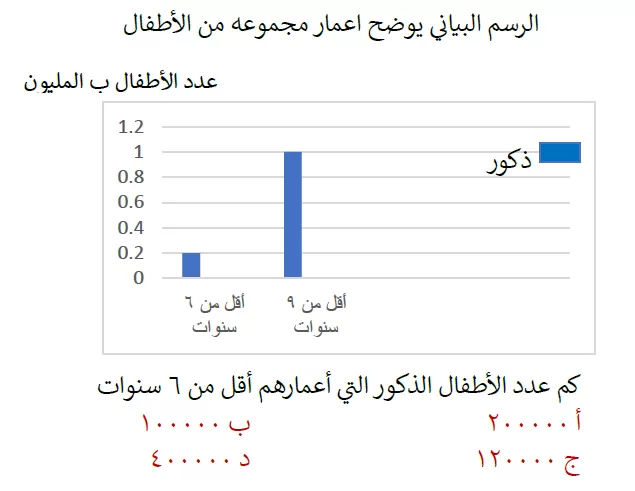 الرسم البياني يوضح اعمار مجموعه من الأطفال
عدد الأطفال ب المليون
1.2
1
0.8
0.6
0.4
0.2
0
ذكور
أقل من ٦ سنوات
أقل من ٩ سنوات
كم عدد الأطفال الذكور التي أعمارهم أقل من ٦ سنوات
أ ٢٠٠٠٠٠ ب ١٠٠٠٠٠
ج ١٢٠٠٠٠ د ٤٠٠٠٠٠